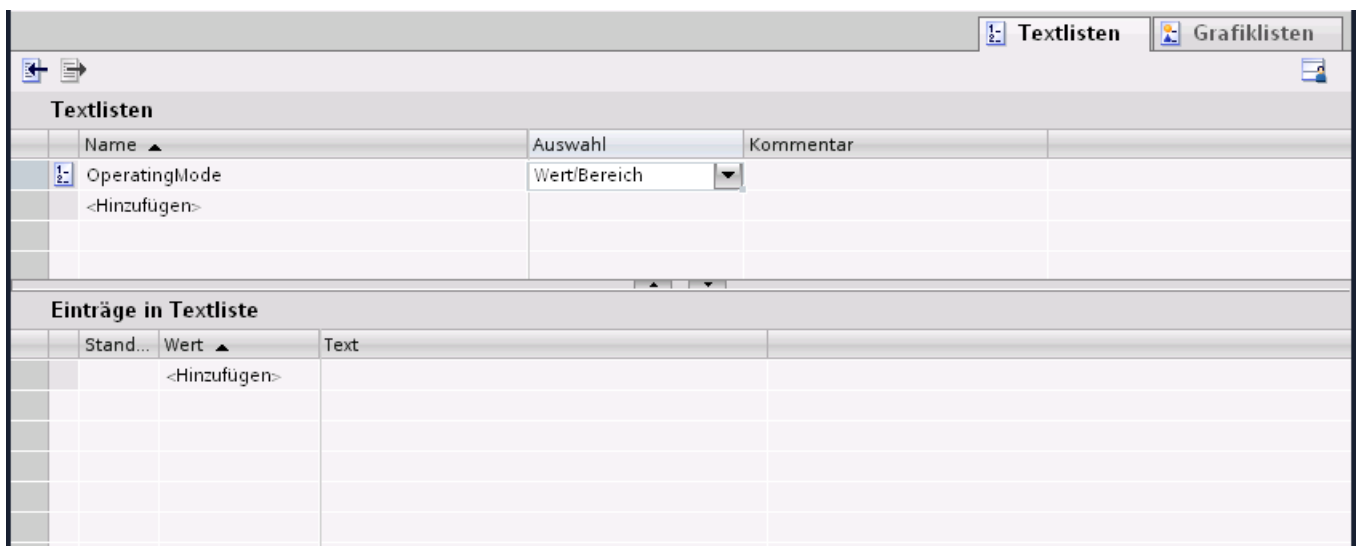 Textlisten Grafiklisten
Textlisten
Name Auswahl Kommentar
OperatingMode Wert/Bereich
<Hinzufügen>
Einträge in Textliste
Stand... Wert Text
<Hinzufügen>